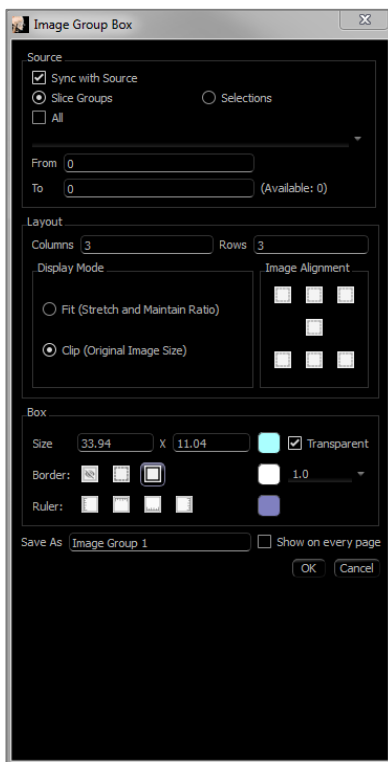 Image Group Box
Source
Sync with Source
Slice Groups Selections
All
From 0
To 0 (Available: 0)
Layout
Columns 3 Rows 3
Display Mode Image Alignment
Fit (Stretch and Maintain Ratio)
Clip (Original Image Size)
Box
Size 33.94 X 11.04 Transparent
Border: 1.0
Ruler:
Save As Image Group 1 Show on every page
OK Cancel